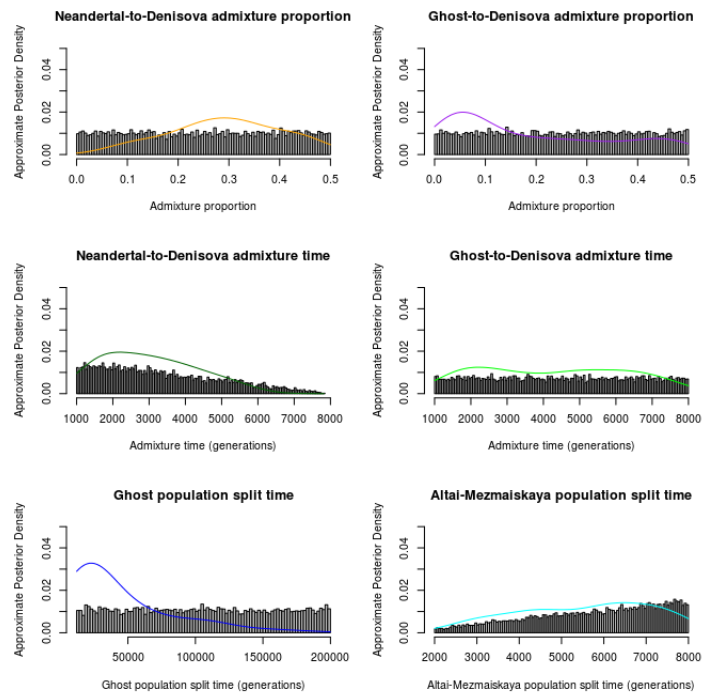 Neandertal-to-Denisova admixture proportion
Approximate Posterior Density
0.00 0.02 0.04
0.0 0.1 0.2 0.3 0.4 0.5
Admixture proportion
Ghost-to-Denisova admixture proportion
Approximate Posterior Density
0.00 0.02 0.04
0.0 0.1 0.2 0.3 0.4 0.5
Admixture proportion
Neandertal-to-Denisova admixture time
Approximate Posterior Density
0.00 0.02 0.04
1000 2000 3000 4000 5000 6000 7000 8000
Admixture time (generations)
Ghost-to-Denisova admixture time
Approximate Posterior Density
0.00 0.02 0.04
1000 2000 3000 4000 5000 6000 7000 8000
Admixture time (generations)
Ghost population split time
Approximate Posterior Density
0.00 0.02 0.04
50000 100000 150000 200000
Ghost population split time (generations)
Altai-Mezmaiskaya population split time
Approximate Posterior Density
0.00 0.02 0.04
2000 3000 4000 5000 6000 7000 8000
Altai-Mezmaiskaya population split time (generations)